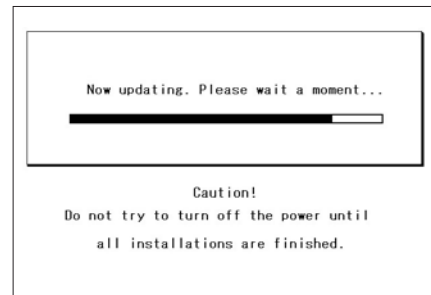 Now updating. Please wait a moment...
Caution!
Do not try to turn off the power until
all installations are finished.